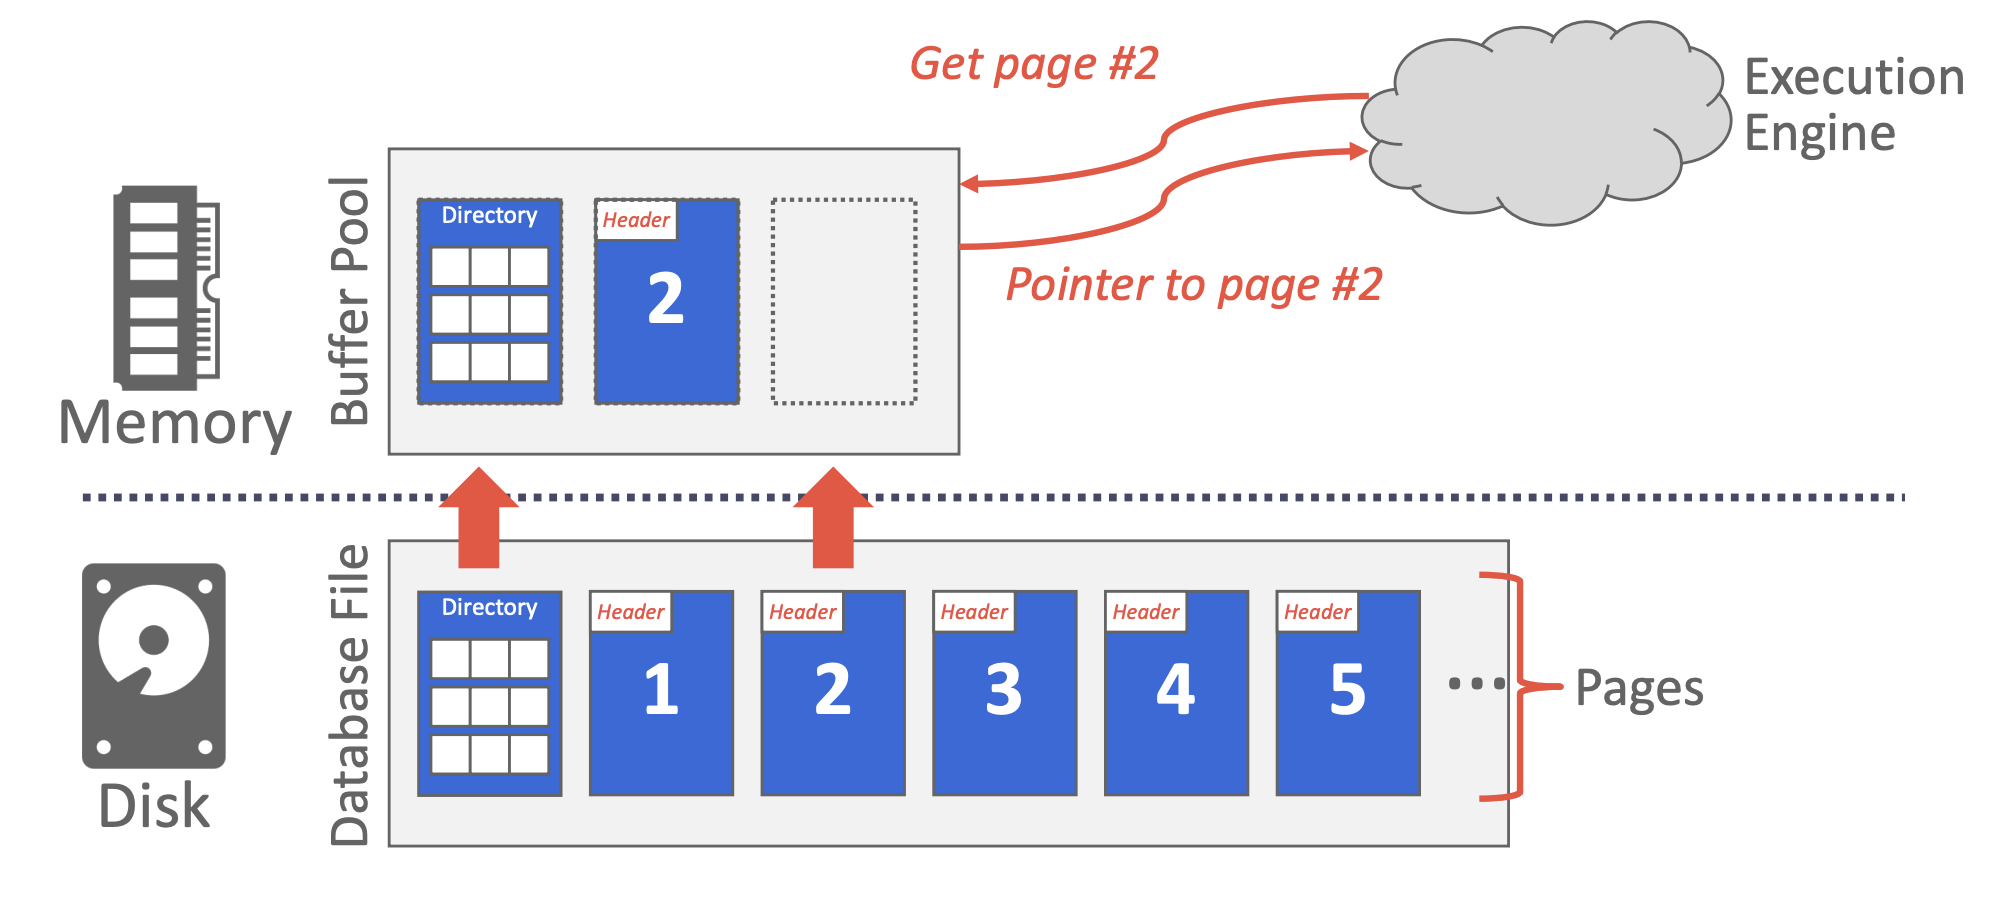 Get page #2
Execution
Engine
Pointer to page #2
Memory
Buffer Pool
Directory
Header
2
Disk
Database File
Directory
Header
1
Header
2
Header
3
Header
4
Header
5
...
Pages